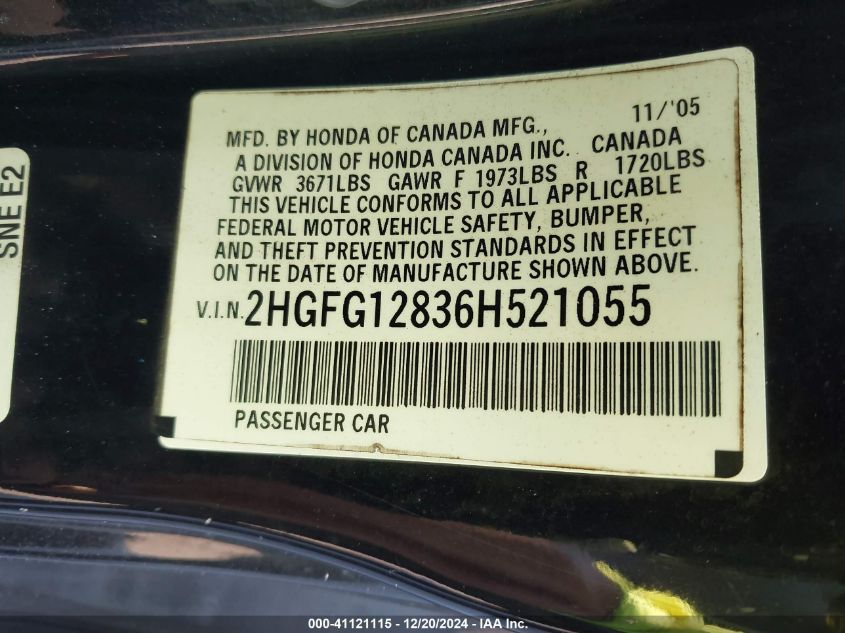 11/'05
MFD. BY HONDA OF CANADA MFG.,
A DIVISION OF HONDA CANADA INC. CANADA
GVWR 3671LBS GAWR F 1973LBS R 1720LBS
THIS VEHICLE CONFORMS TO ALL APPLICABLE
FEDERAL MOTOR VEHICLE SAFETY, BUMPER,
AND THEFT PREVENTION STANDARDS IN EFFECT
ON THE DATE OF MANUFACTURE SHOWN ABOVE.
V.I.N. 2HGFG12836H521055
PASSENGER CAR
SNE E2
000-41121115 - 12/20/2024 - IAA Inc.